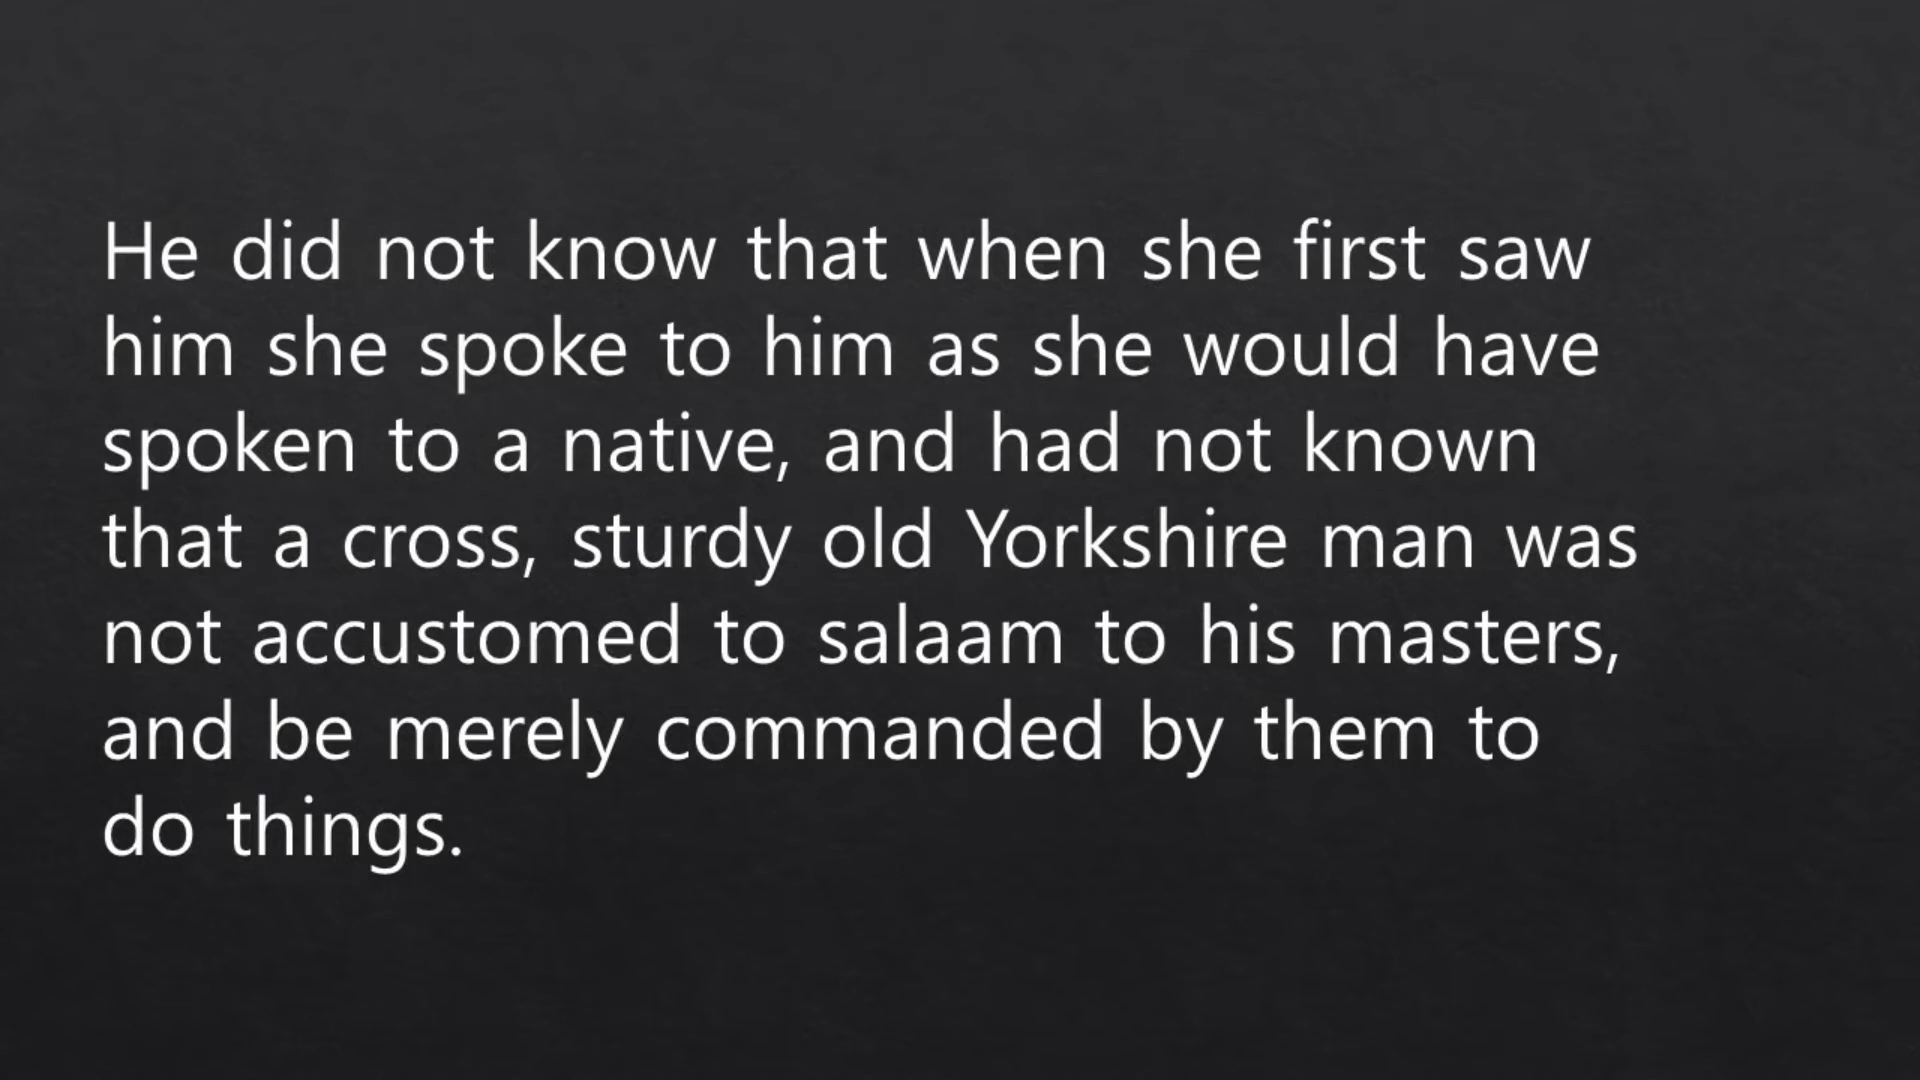 He did not know that when she first saw
him she spoke to him as she would have
spoken to a native, and had not known
that a cross, sturdy old Yorkshire man was
not accustomed to salaam to his masters,
and be merely commanded by them to
do things.